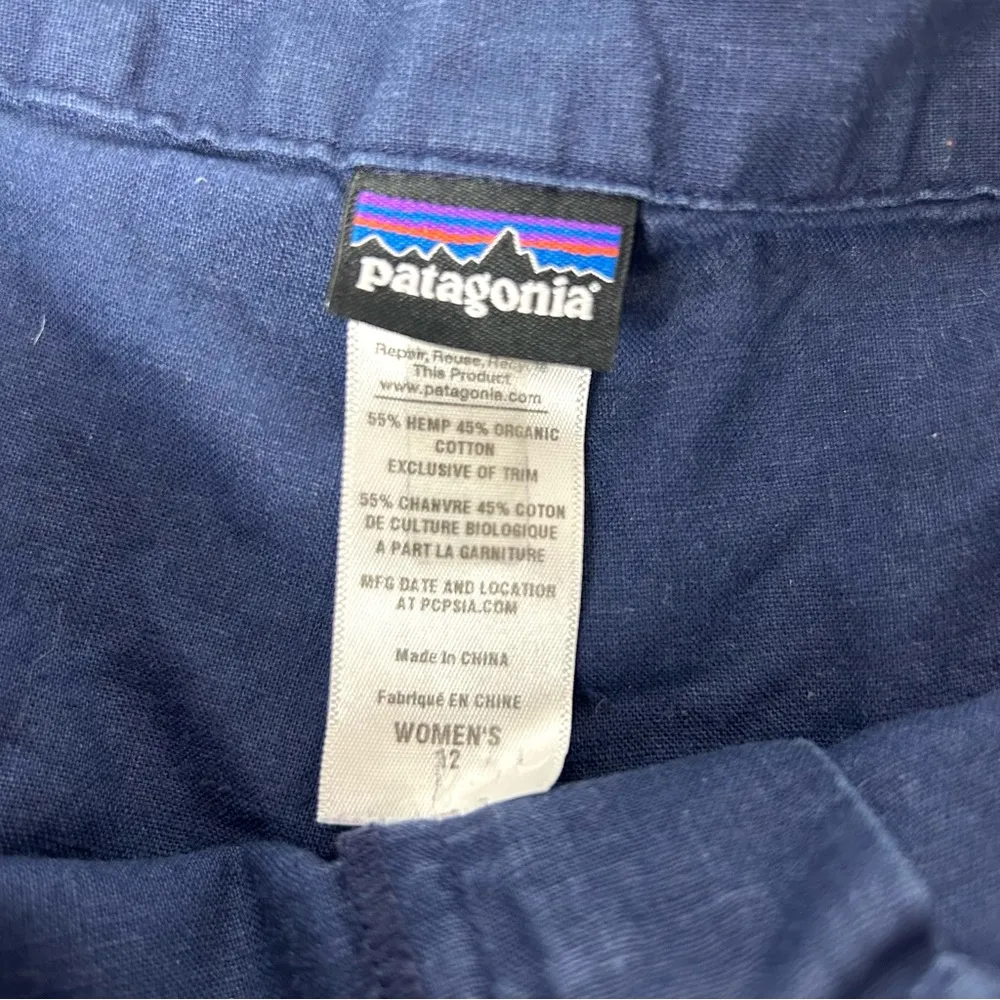 patagonia
Repair, Reuse, Recycle
This Product
www.patagonia.com
55% HEMP 45% ORGANIC
COTTON
EXCLUSIVE OF TRIM
55% CHANVRE 45% COTON
DE CULTURE BIOLOGIQUE
A PART LA GARNITURE
MFG DATE AND LOCATION
AT PCPSIA.COM
Made in CHINA
Fabriqué EN CHINE
WOMEN'S
12